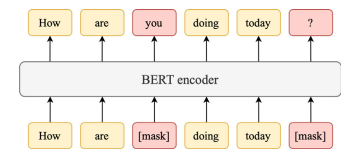 How are you doing today ?
BERT encoder
How are [mask] doing today [mask]